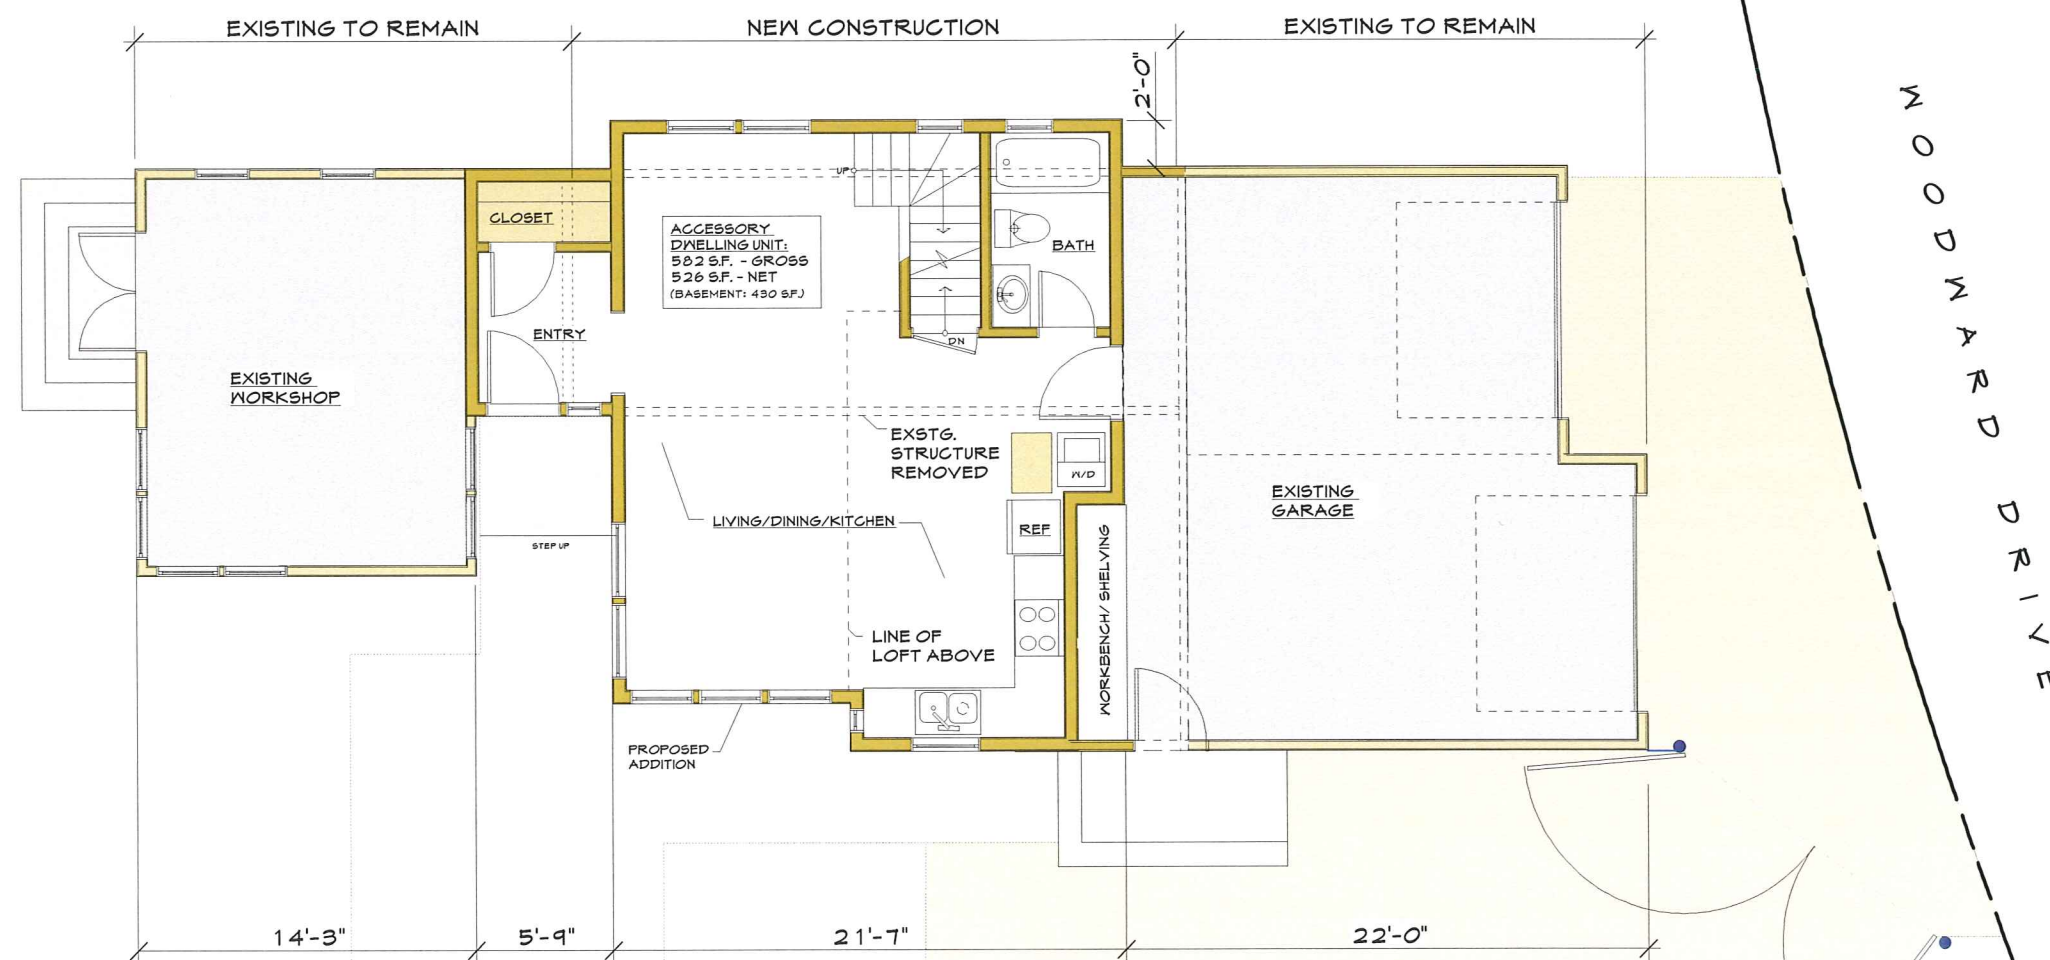 EXISTING TO REMAIN
NEW CONSTRUCTION
EXISTING TO REMAIN
2'-0"
WOODWARD DRIVE
UP
CLOSET
ACCESSORY
DWELLING UNIT:
582 S.F. - GROSS
526 S.F. - NET
(BASEMENT: 430 S.F.)
BATH
ENTRY
DN
EXISTING
WORKSHOP
EXSTG.
STRUCTURE
REMOVED
W/D
EXISTING
GARAGE
LIVING/DINING/KITCHEN
REF
STEP UP
WORKBENCH/ SHELVING
LINE OF
LOFT ABOVE
PROPOSED
ADDITION
14'-3"
5'-9"
21'-7"
22'-0"